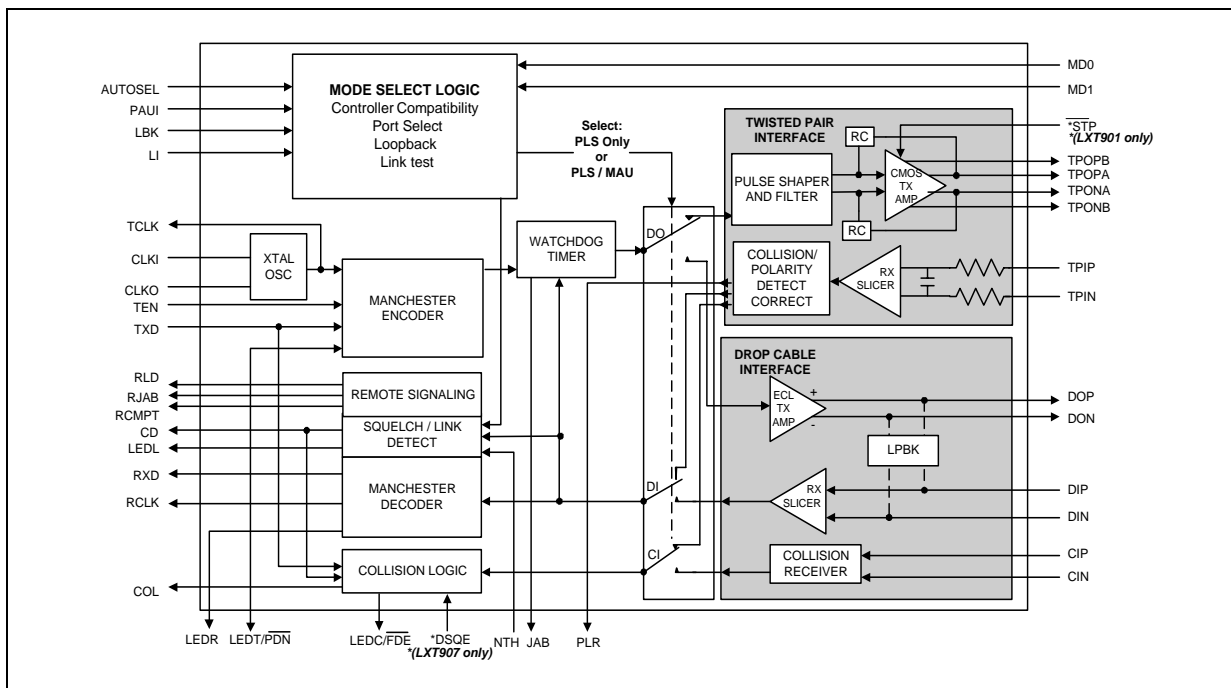 AUTOSEL
PAUI
LBK
LI
MODE SELECT LOGIC
Controller Compatibility
Port Select
Loopback
Link test
MD0
MD1
Select:
PLS Only
or
PLS / MAU
TWISTED PAIR
INTERFACE
*STP
*(LXT901 only)
RC
PULSE SHAPER
AND FILTER
CMOS
TX
AMP
RC
TPOPB
TPOPA
TPONA
TPONB
TCLK
CLKI
CLKO
TEN
TXD
XTAL
OSC
MANCHESTER
ENCODER
WATCHDOG
TIMER
DO
COLLISION/
POLARITY
DETECT
CORRECT
RX
SLICER
TPIP
TPIN
DROP CABLE
INTERFACE
ECL
TX
AMP
+
-
DOP
DON
LPBK
RLD
RJAB
RCMPT
CD
LEDL
RXD
RCLK
REMOTE SIGNALING
SQUELCH / LINK
DETECT
MANCHESTER
DECODER
DI
RX
SLICER
DIP
DIN
COL
COLLISION LOGIC
CI
COLLISION
RECEIVER
CIP
CIN
LEDR
LEDT/PDN
LEDC/FDE
*DSQE
*(LXT907 only)
NTH
JAB
PLR